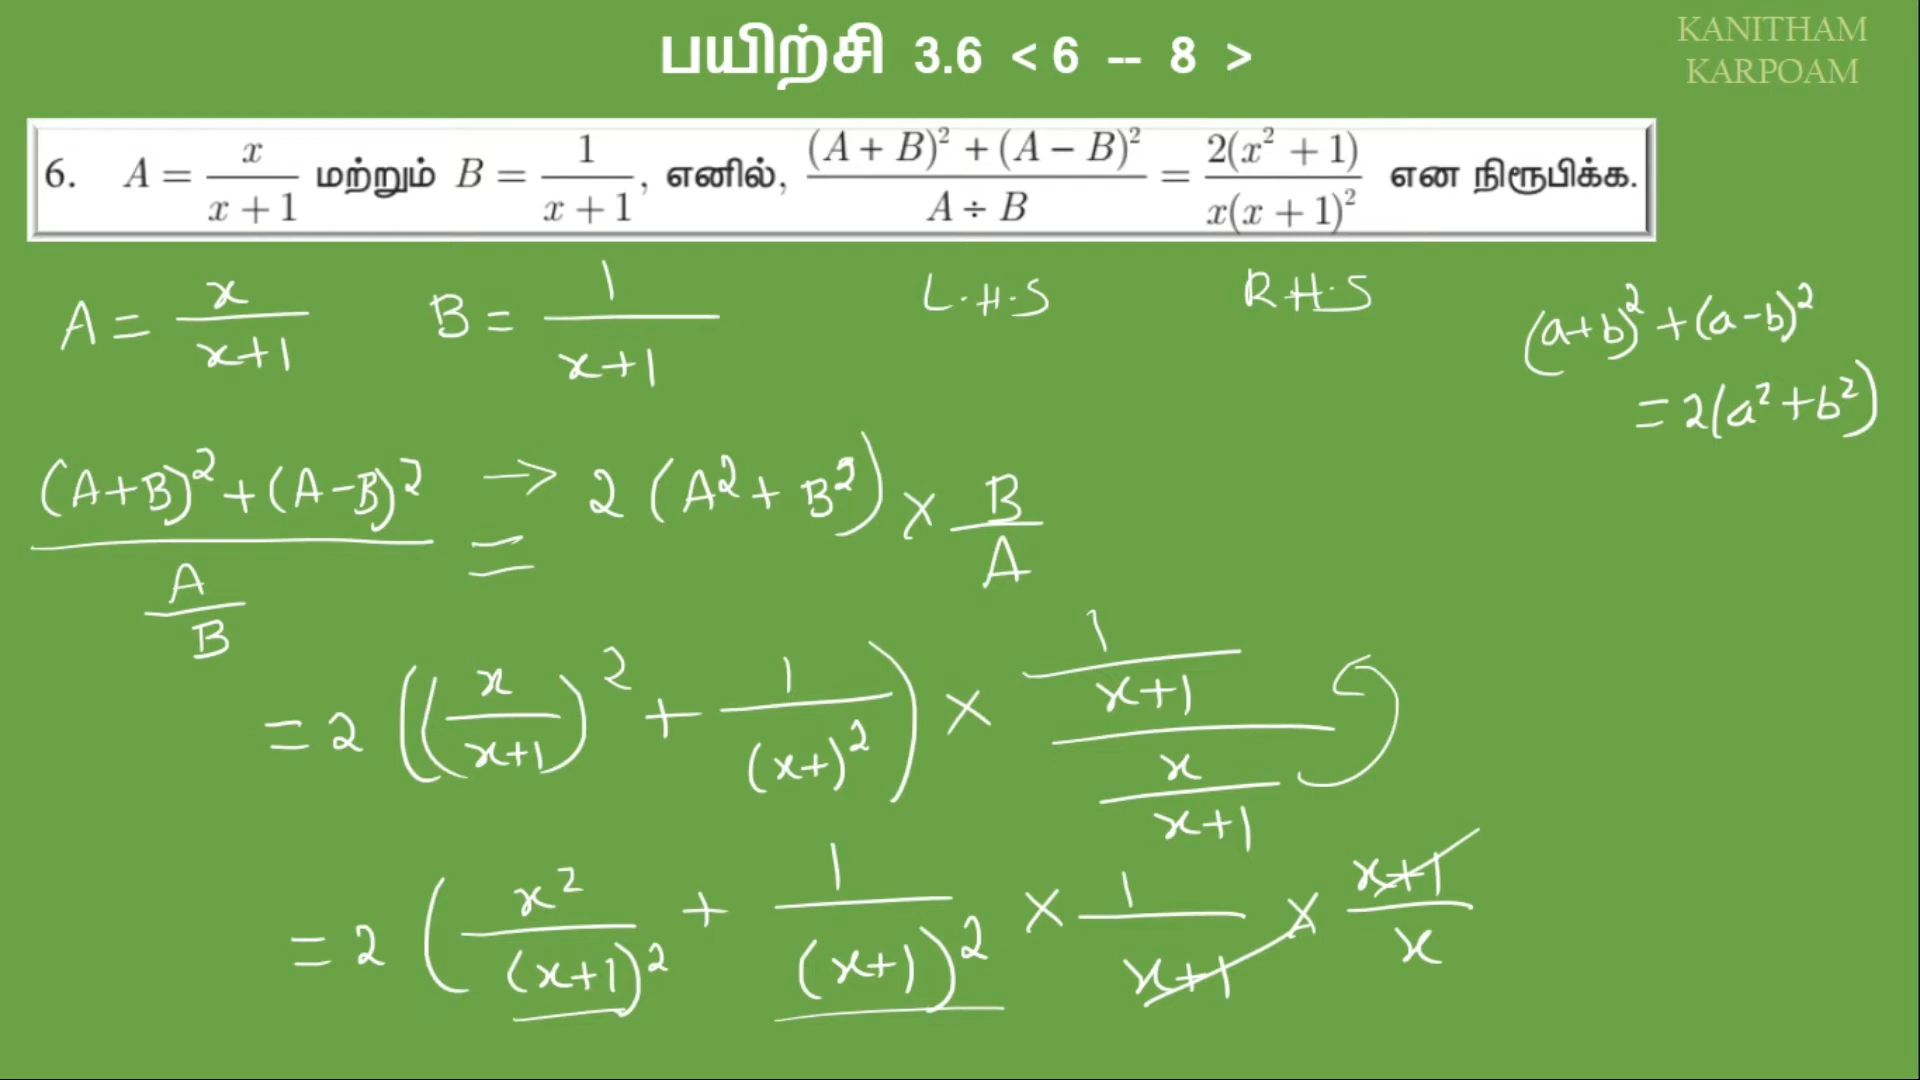 பயிற்சி 3.6 < 6 -- 8 >
KANITHAM
KARPOAM
6. A = x/(x + 1) மற்றும் B = 1/(x + 1), எனில், ((A + B)² + (A − B)²)/(A ÷ B) = 2(x² + 1)/(x(x + 1)²) என நிரூபிக்க.
A = x/(x+1) B = 1/(x+1) L.H.S R.H.S
(a+b)² + (a-b)²
= 2(a²+b²)
((A+B)² + (A-B)²)/(A/B) → = 2 (A² + B²) × B/A
= 2 ((x/(x+1))² + 1/(x+)²) × (1/(x+1))/(x/(x+1))
= 2 (x²/(x+1)² + 1/(x+1)² × 1/(x+1) × (x+1)/x